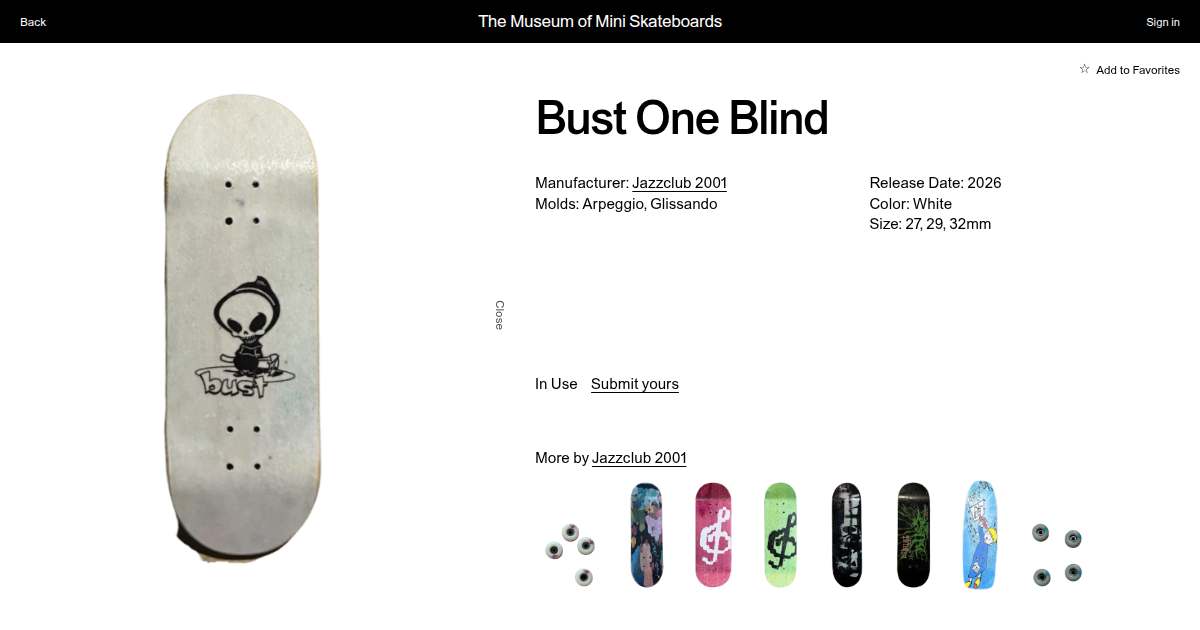 Back
The Museum of Mini Skateboards
Sign in
☆ Add to Favorites
Bust One Blind
Manufacturer: Jazzclub 2001
Molds: Arpeggio, Glissando
Release Date: 2026
Color: White
Size: 27, 29, 32mm
Close
bust
In Use Submit yours
More by Jazzclub 2001